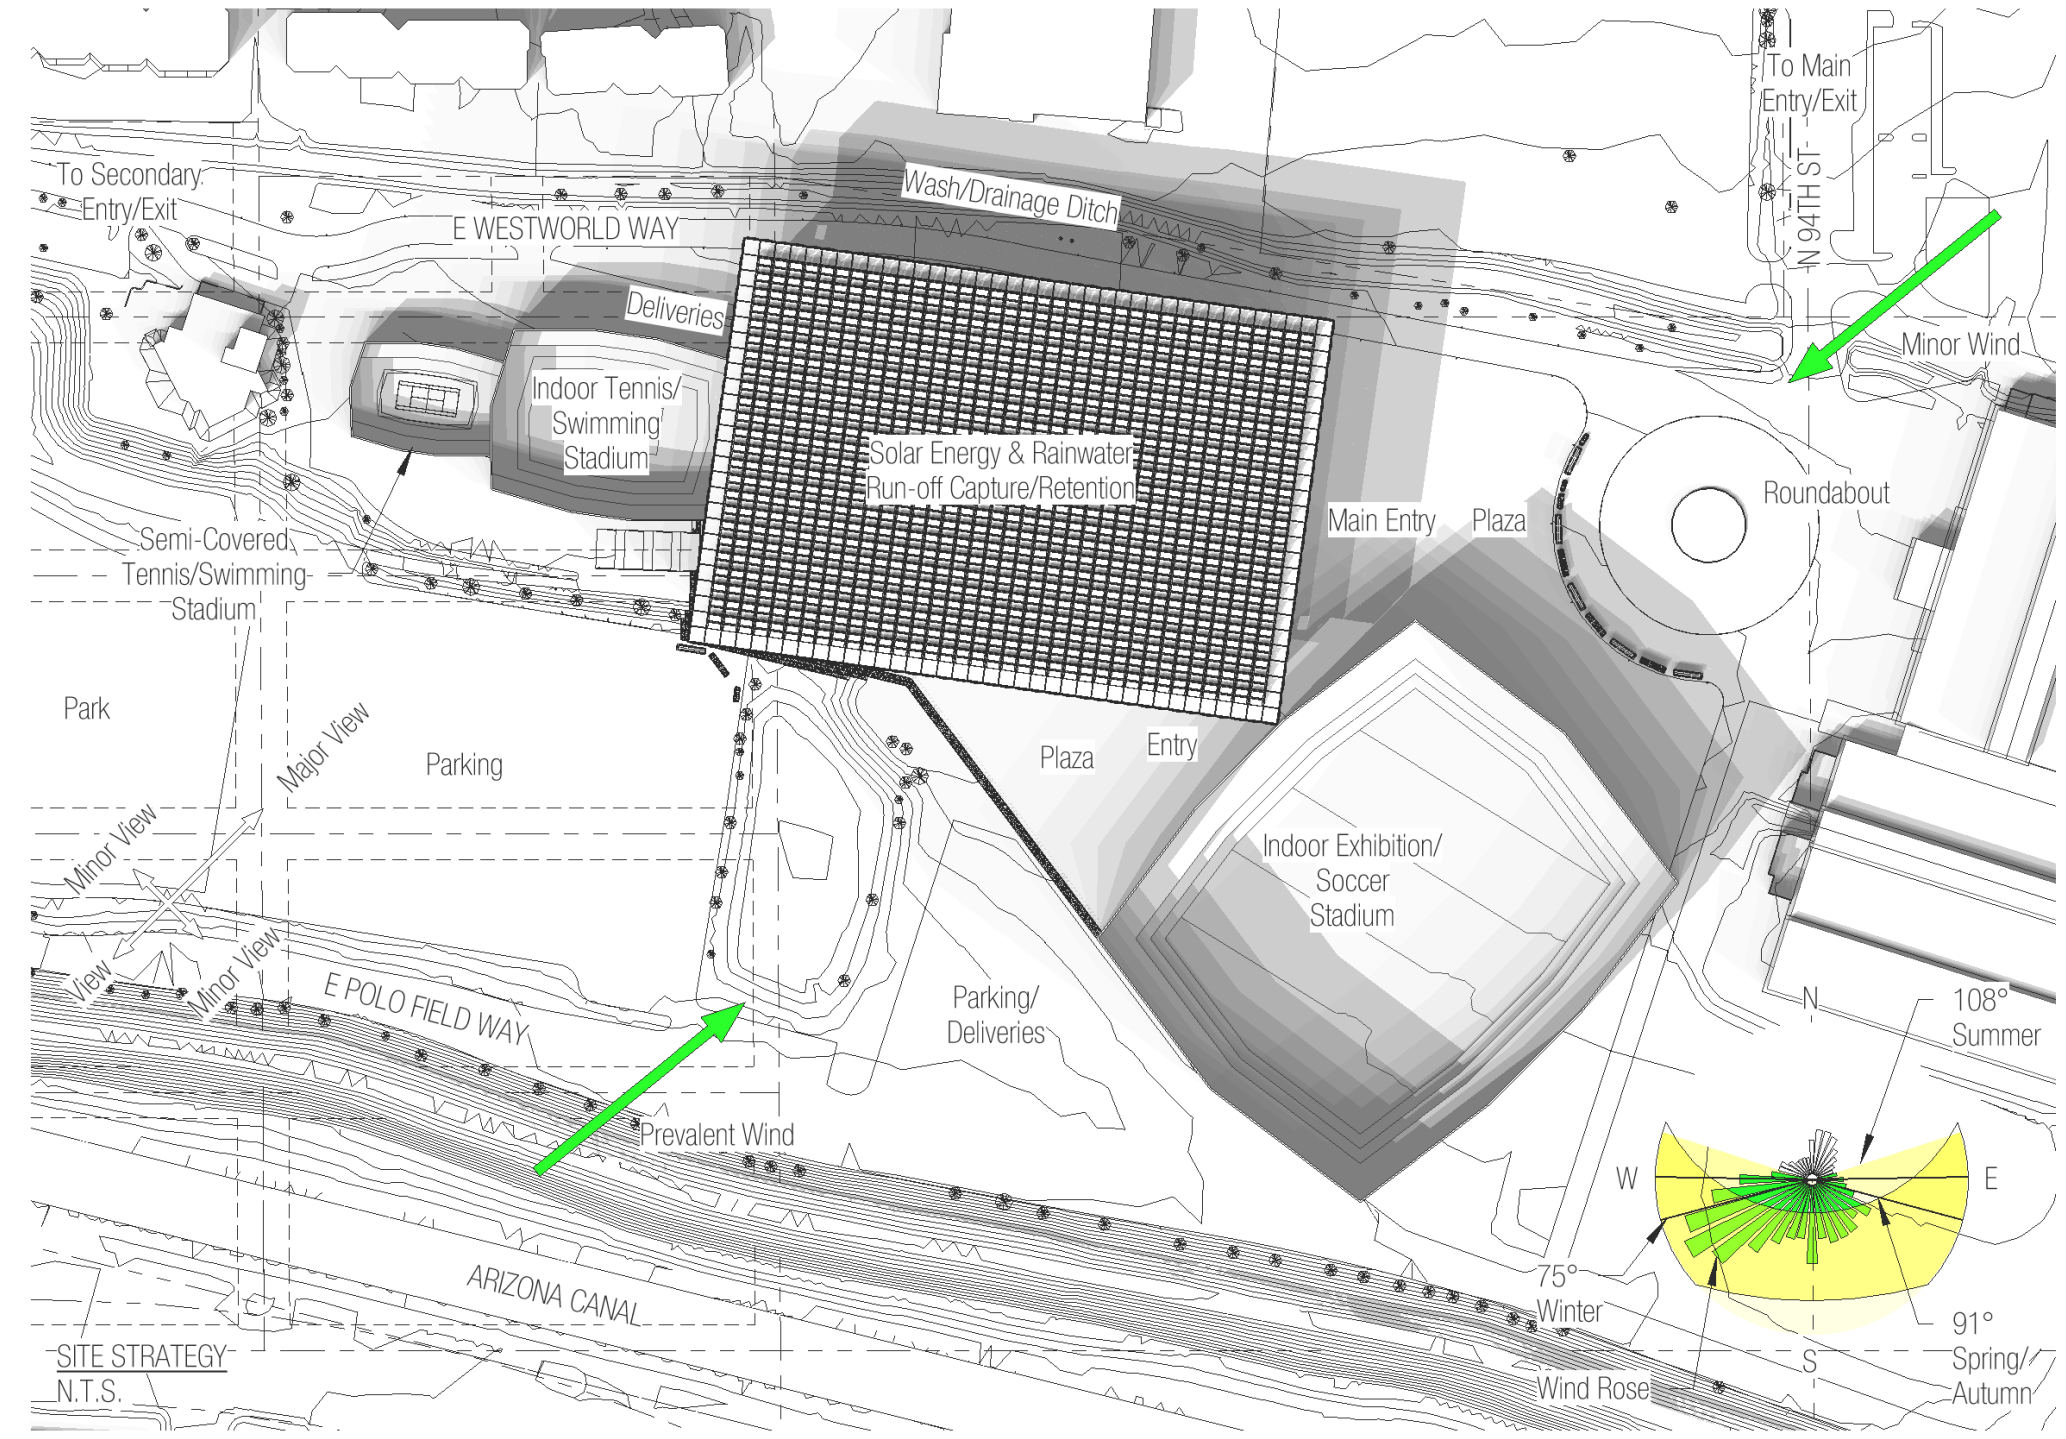 To Main
Entry/Exit
N 94TH ST
To Secondary
Entry/Exit
Wash/Drainage Ditch
E WESTWORLD WAY
Deliveries
Minor Wind
Indoor Tennis/
Swimming
Stadium
Solar Energy & Rainwater
Run-off Capture/Retention
Main Entry
Plaza
Roundabout
Semi-Covered
Tennis/Swimming
Stadium
Park
Major View
Parking
Plaza
Entry
Minor View
Indoor Exhibition/
Soccer
Stadium
View
Minor View
E POLO FIELD WAY
Parking/
Deliveries
Prevalent Wind
N
108°
Summer
W
E
75°
Winter
91°
Spring/
Autumn
S
Wind Rose
ARIZONA CANAL
SITE STRATEGY
N.T.S.